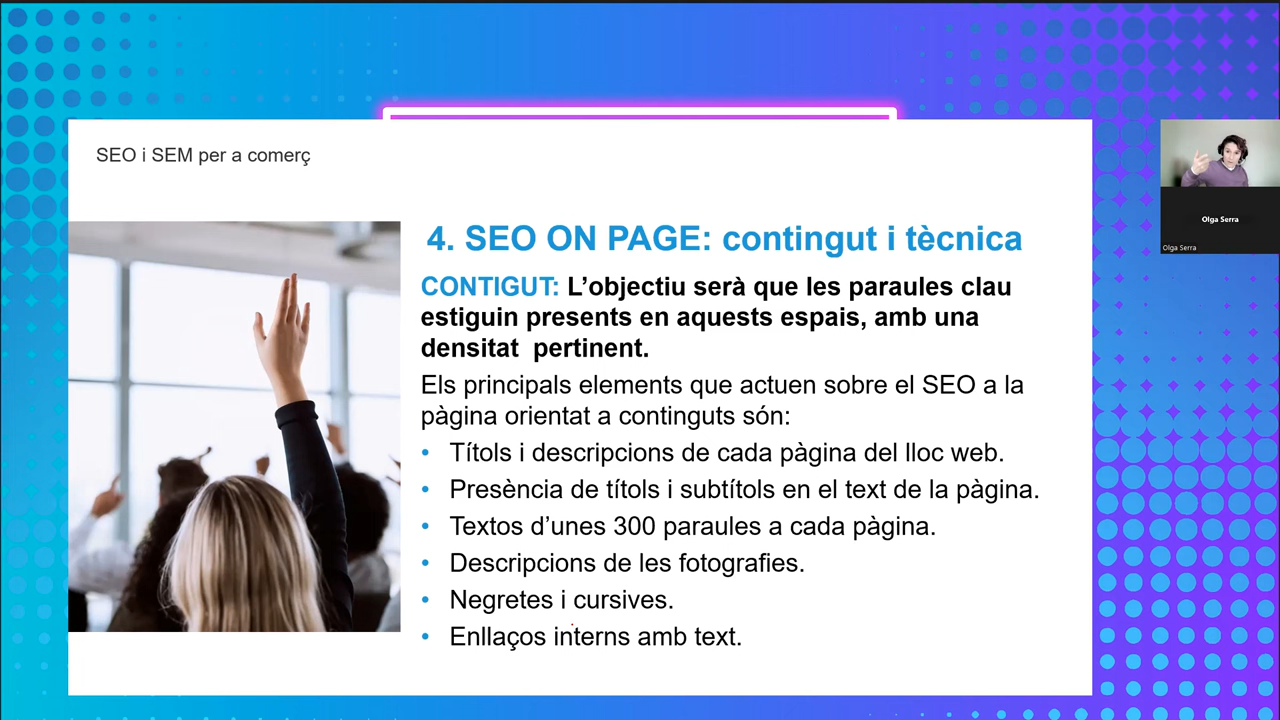 SEO i SEM per a comerç
4. SEO ON PAGE: contingut i tècnica
CONTIGUT: L’objectiu serà que les paraules clau
estiguin presents en aquests espais, amb una
densitat  pertinent.
Els principals elements que actuen sobre el SEO a la
pàgina orientat a continguts són:
• Títols i descripcions de cada pàgina del lloc web.
• Presència de títols i subtítols en el text de la pàgina.
• Textos d’unes 300 paraules a cada pàgina.
• Descripcions de les fotografies.
• Negretes i cursives.
• Enllaços interns amb text.
Olga Serra
Olga Serra